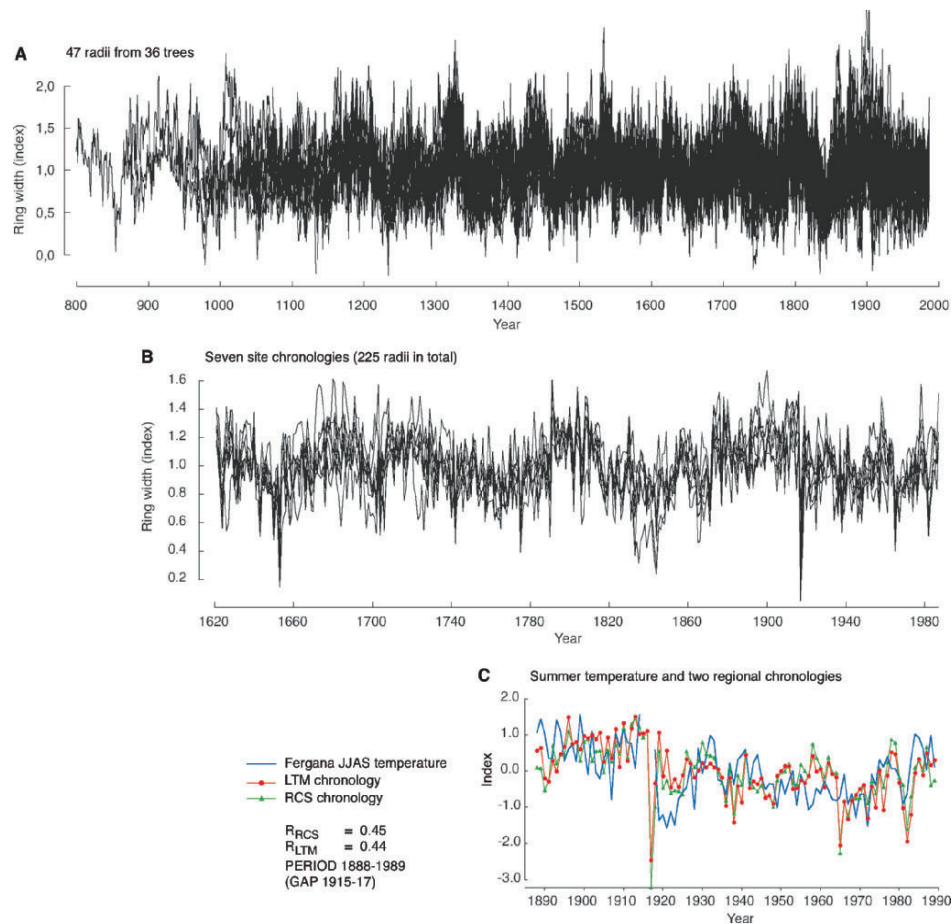 A 47 radii from 36 trees
Ring width (index)
2,0
1,5
1,0
0,5
0,0
800 900 1000 1100 1200 1300 1400 1500 1600 1700 1800 1900 2000
Year
B Seven site chronologies (225 radii in total)
Ring width (index)
1.6
1.4
1.2
1.0
0.8
0.6
0.4
0.2
1620 1660 1700 1740 1780 1820 1860 1900 1940 1980
Year
C Summer temperature and two regional chronologies
Fergana JJAS temperature
LTM chronology
RCS chronology
RRCS = 0.45
RLTM = 0.44
PERIOD 1888-1989
(GAP 1915-17)
Index
2.0
1.0
0.0
-1.0
-2.0
-3.0
1890 1900 1910 1920 1930 1940 1950 1960 1970 1980 1990
Year